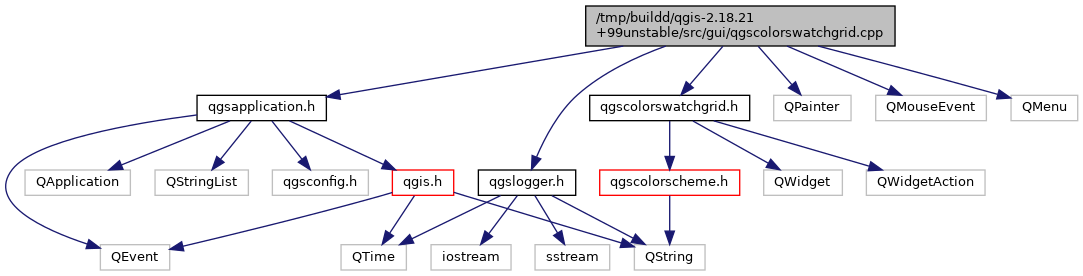 /tmp/buildd/qgis-2.18.21
+99unstable/src/gui/qgscolorswatchgrid.cpp
qgsapplication.h
qgscolorswatchgrid.h
QPainter
QMouseEvent
QMenu
QApplication
QStringList
qgsconfig.h
qgis.h
qgslogger.h
qgscolorscheme.h
QWidget
QWidgetAction
QEvent
QTime
iostream
sstream
QString